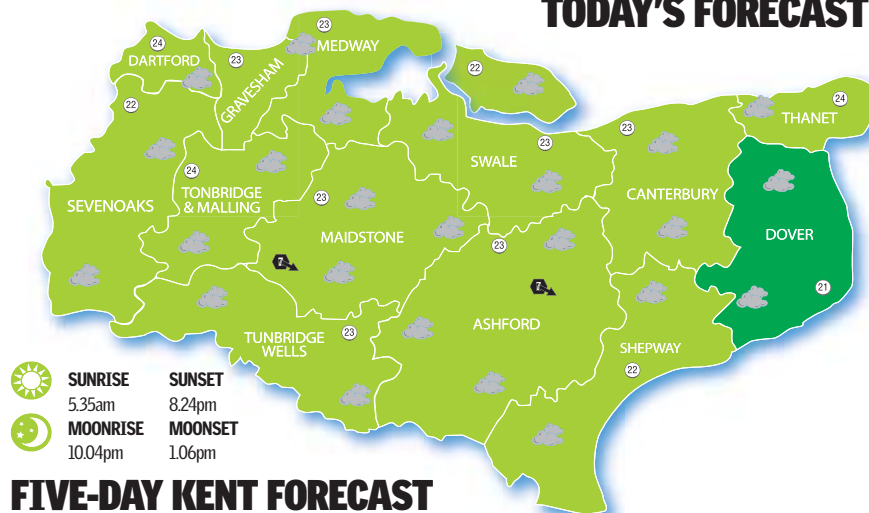 TODAY'S FORECAST
23
MEDWAY
24
DARTFORD
23
GRAVESHAM
22
22
24
THANET
23
23
SWALE
24
TONBRIDGE
& MALLING
SEVENOAKS
23
MAIDSTONE
CANTERBURY
DOVER
23
7
7
21
ASHFORD
23
TUNBRIDGE
WELLS
SHEPWAY
22
SUNRISE SUNSET
5.35am 8.24pm
MOONRISE MOONSET
10.04pm 1.06pm
FIVE-DAY KENT FORECAST